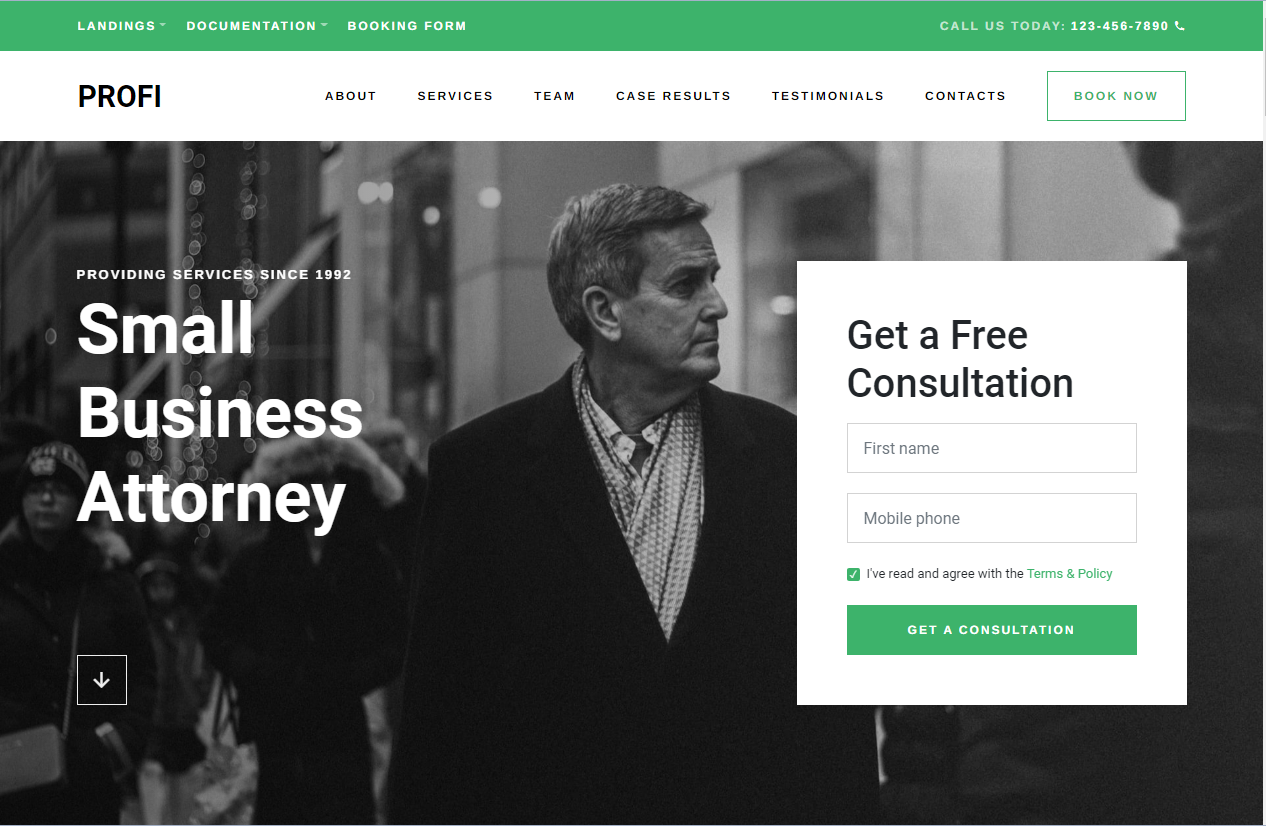 LANDINGS DOCUMENTATION BOOKING FORM CALL US TODAY: 123-456-7890
PROFI ABOUT SERVICES TEAM CASE RESULTS TESTIMONIALS CONTACTS BOOK NOW
PROVIDING SERVICES SINCE 1992
Small
Business
Attorney
Get a Free
Consultation
First name
Mobile phone
I've read and agree with the Terms & Policy
GET A CONSULTATION